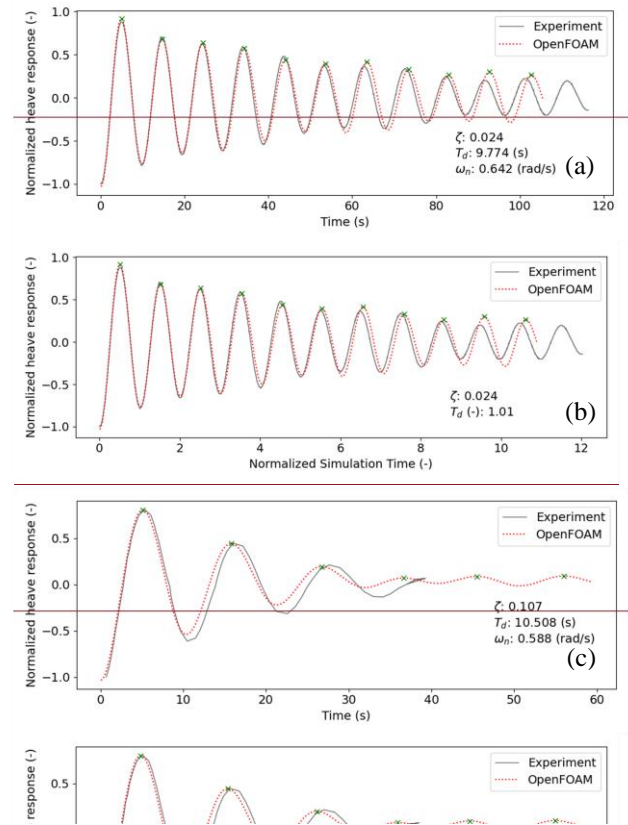 1.0
0.5
0.0
−0.5
−1.0
Normalized heave response (-)
Experiment
OpenFOAM
ζ: 0.024
T_d: 9.774 (s)
ω_n: 0.642 (rad/s)
(a)
0 20 40 60 80 100 120
Time (s)
1.0
0.5
0.0
−0.5
−1.0
Normalized heave response (-)
Experiment
OpenFOAM
ζ: 0.024
T_d (-): 1.01
(b)
0 2 4 6 8 10 12
Normalized Simulation Time (-)
0.5
0.0
−0.5
−1.0
Normalized heave response (-)
Experiment
OpenFOAM
ζ: 0.107
T_d: 10.508 (s)
ω_n: 0.588 (rad/s)
(c)
0 10 20 30 40 50 60
Time (s)
0.5
response (-)
Experiment
OpenFOAM